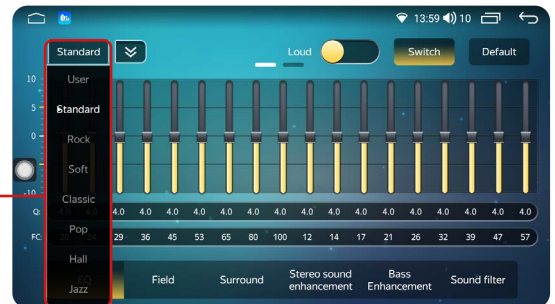 13:59 10
Standard Loud Switch Default
User
Standard
Rock
Soft
Classic
Pop
Hall
Jazz
10
5
0
-10
Q: 4.0 4.0 4.0 4.0 4.0 4.0 4.0 4.0 4.0 4.0 4.0 4.0 4.0 4.0 4.0 4.0 4.0 4.0
FC: 20 24 29 36 45 53 65 80 100 12 14 17 21 26 32 39 47 57
EQ Field Surround Stereo sound enhancement Bass Enhancement Sound filter